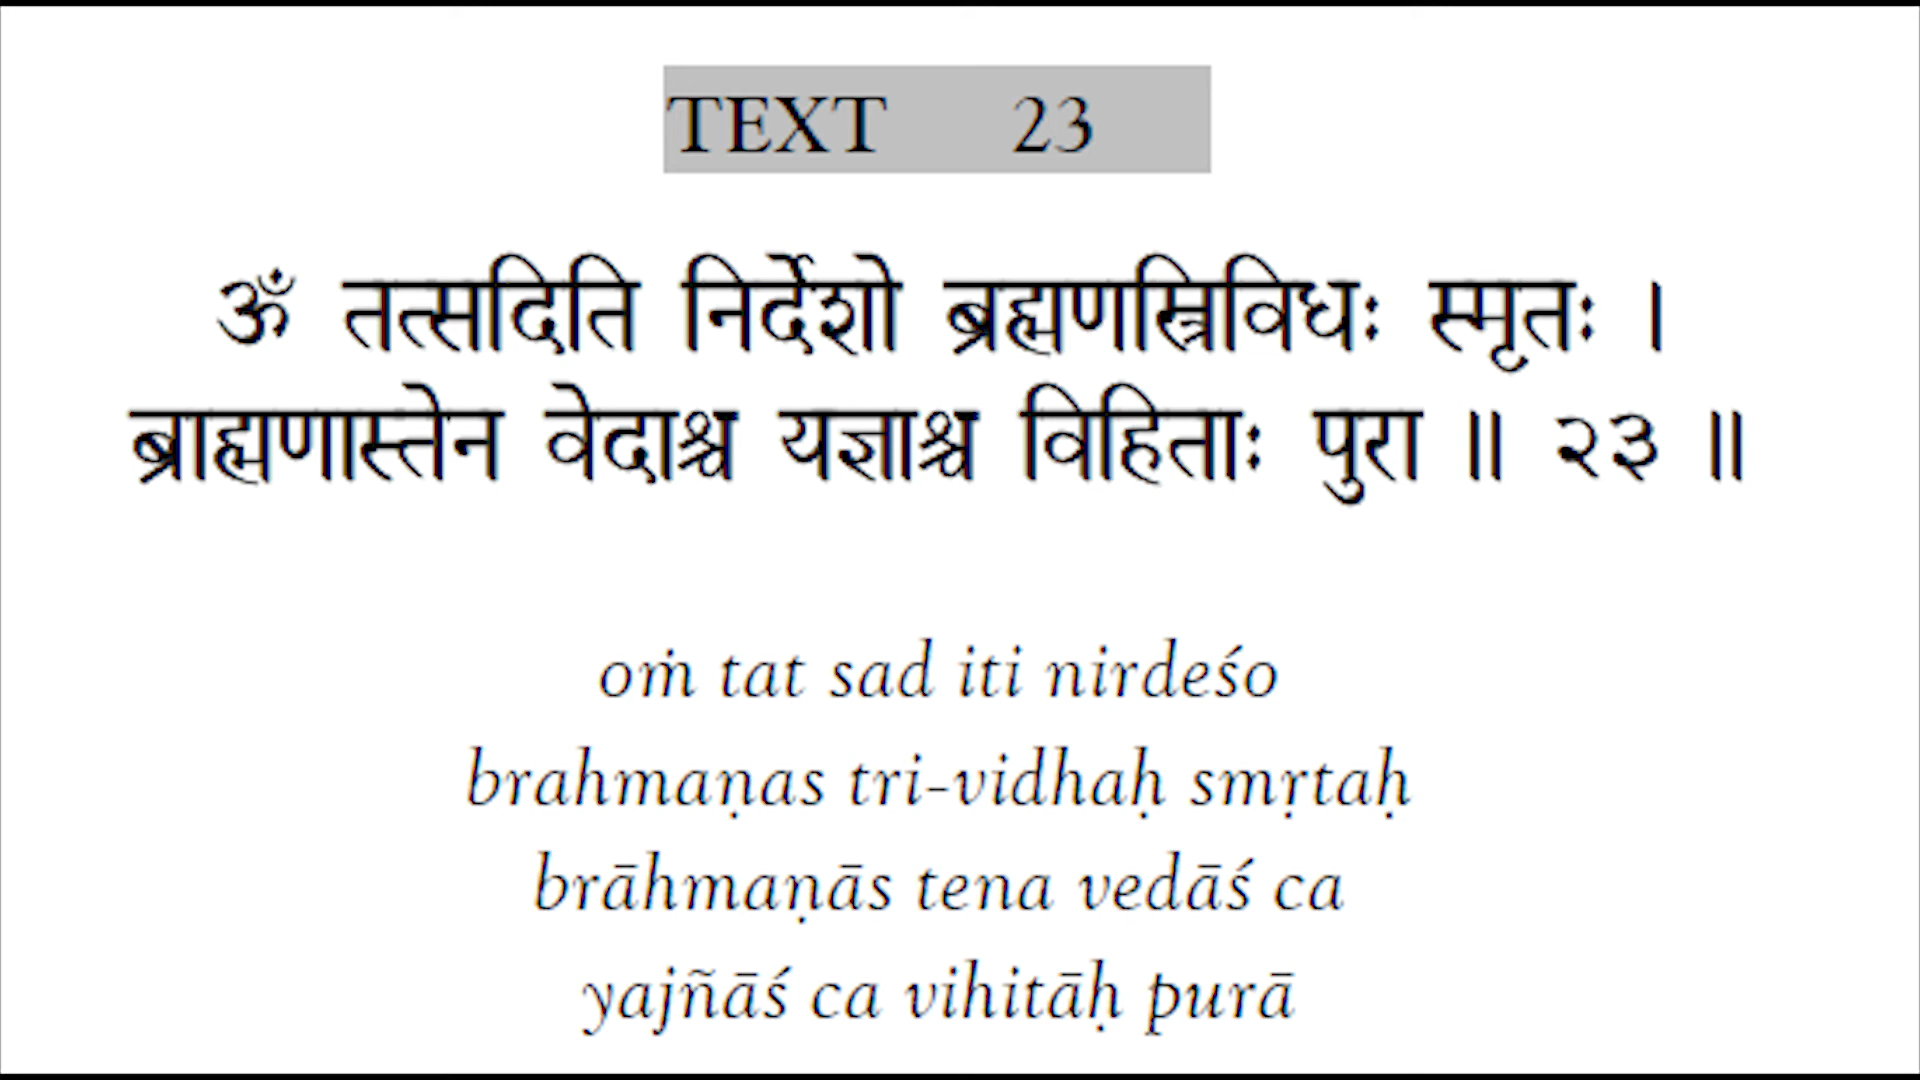 TEXT 23
ॐ तत्सदिति निर्देशो ब्रह्मणस्त्रिविधः स्मृतः ।
ब्राह्मणास्तेन वेदाश्च यज्ञाश्च विहिताः पुरा ॥ २३ ॥
oṁ tat sad iti nirdeśo
brahmaṇas tri-vidhaḥ smṛtaḥ
brāhmaṇās tena vedāś ca
yajñāś ca vihitāḥ purā